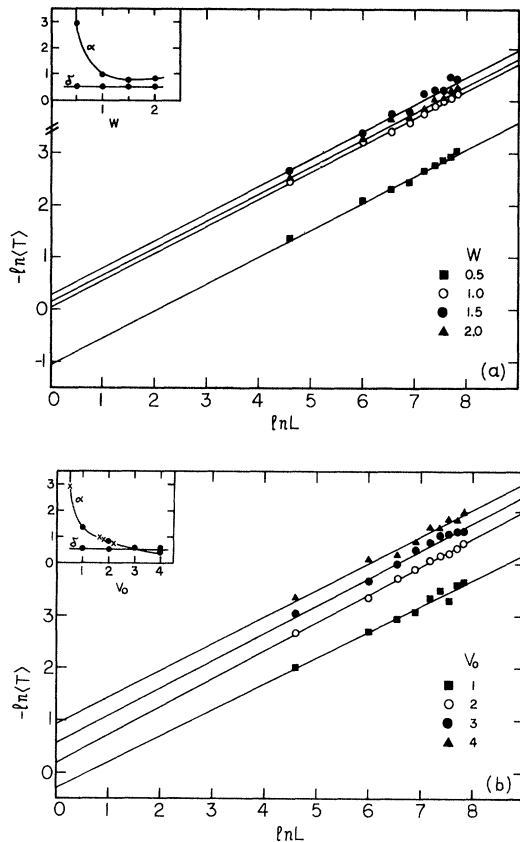 3
2
1
0
α
δ
1
2
W
3
2
1
0
-1
-ln⟨T⟩
W
■ 0.5
○ 1.0
● 1.5
▲ 2.0
(a)
0 1 2 3 4 5 6 7 8
lnL
3
2
1
0
α
δ
1 2 3 4
V₀
3
2
1
0
-ln⟨T⟩
V₀
■ 1
○ 2
● 3
▲ 4
(b)
0 1 2 3 4 5 6 7 8
lnL